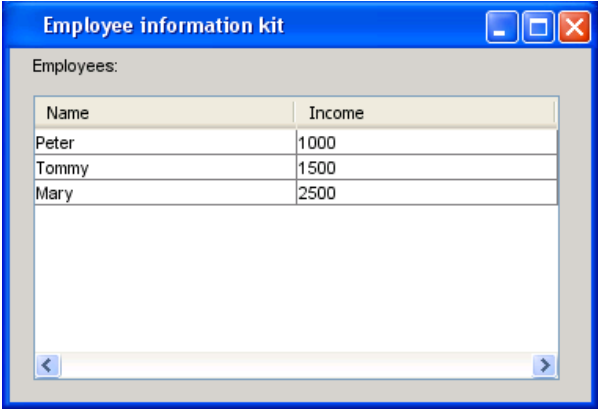 Employee information kit
Employees:
Name Income
Peter 1000
Tommy 1500
Mary 2500